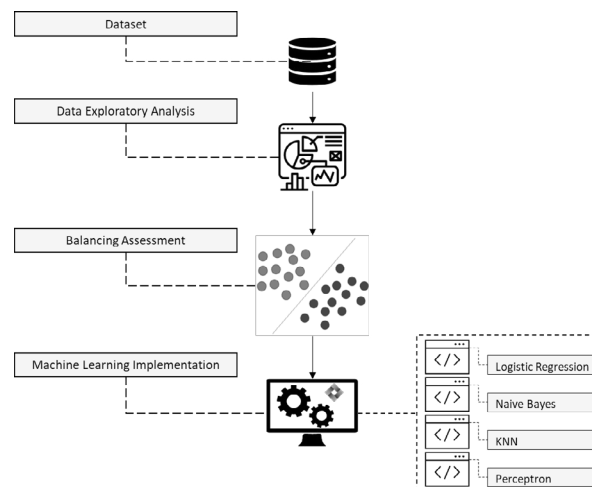 Dataset
Data Exploratory Analysis
Balancing Assessment
Machine Learning Implementation
</>
Logistic Regression
</>
Naive Bayes
</>
KNN
</>
Perceptron